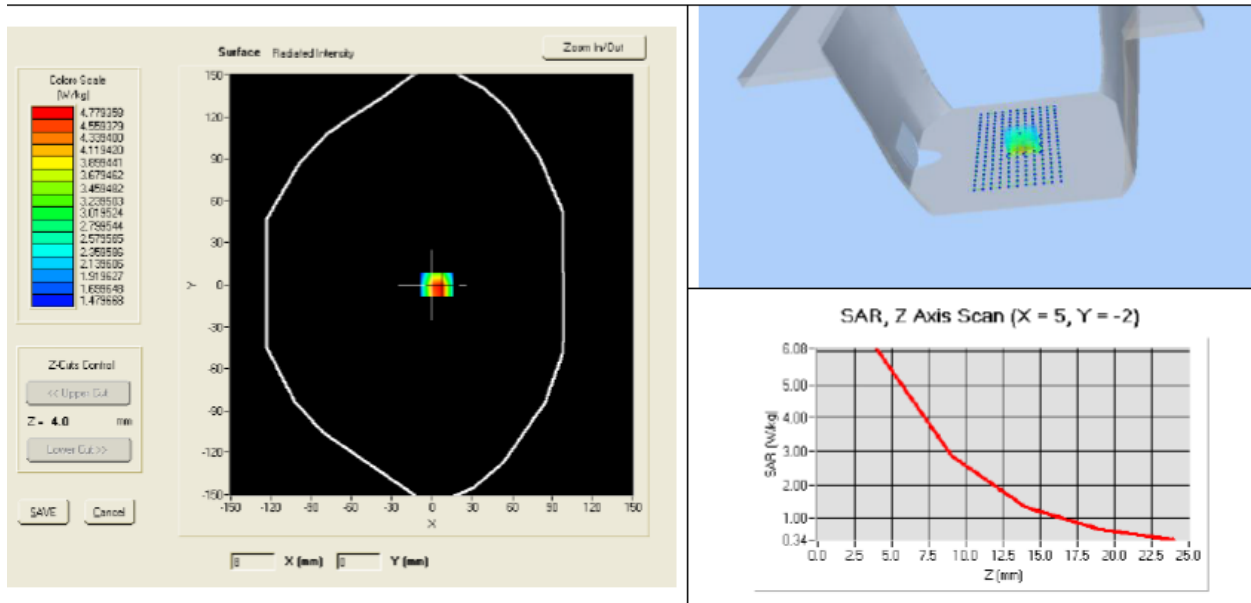 Surface Radiated Intensity
Zoom In/Out
Colors Scale
(W/kg)
4.779359
4.559379
4.339400
4.119420
3.899441
3.679462
3.459482
3.239503
3.019524
2.799544
2.579565
2.359586
2.139606
1.919627
1.699648
1.479668
Z-Cuts Control
<< Upper Cut
Z = 4.0 mm
Lower Cut >>
SAVE Cancel
150
120
90
60
30
0
-30
-60
-90
-120
-150
Y
-150 -120 -90 -60 -30 0 30 60 90 120 150
X
8 X (mm) 0 Y (mm)
SAR, Z Axis Scan (X = 5, Y = -2)
SAR (W/kg)
6.08
5.00
4.00
3.00
2.00
1.00
0.34
0.0 2.5 5.0 7.5 10.0 12.5 15.0 17.5 20.0 22.5 25.0
Z (mm)